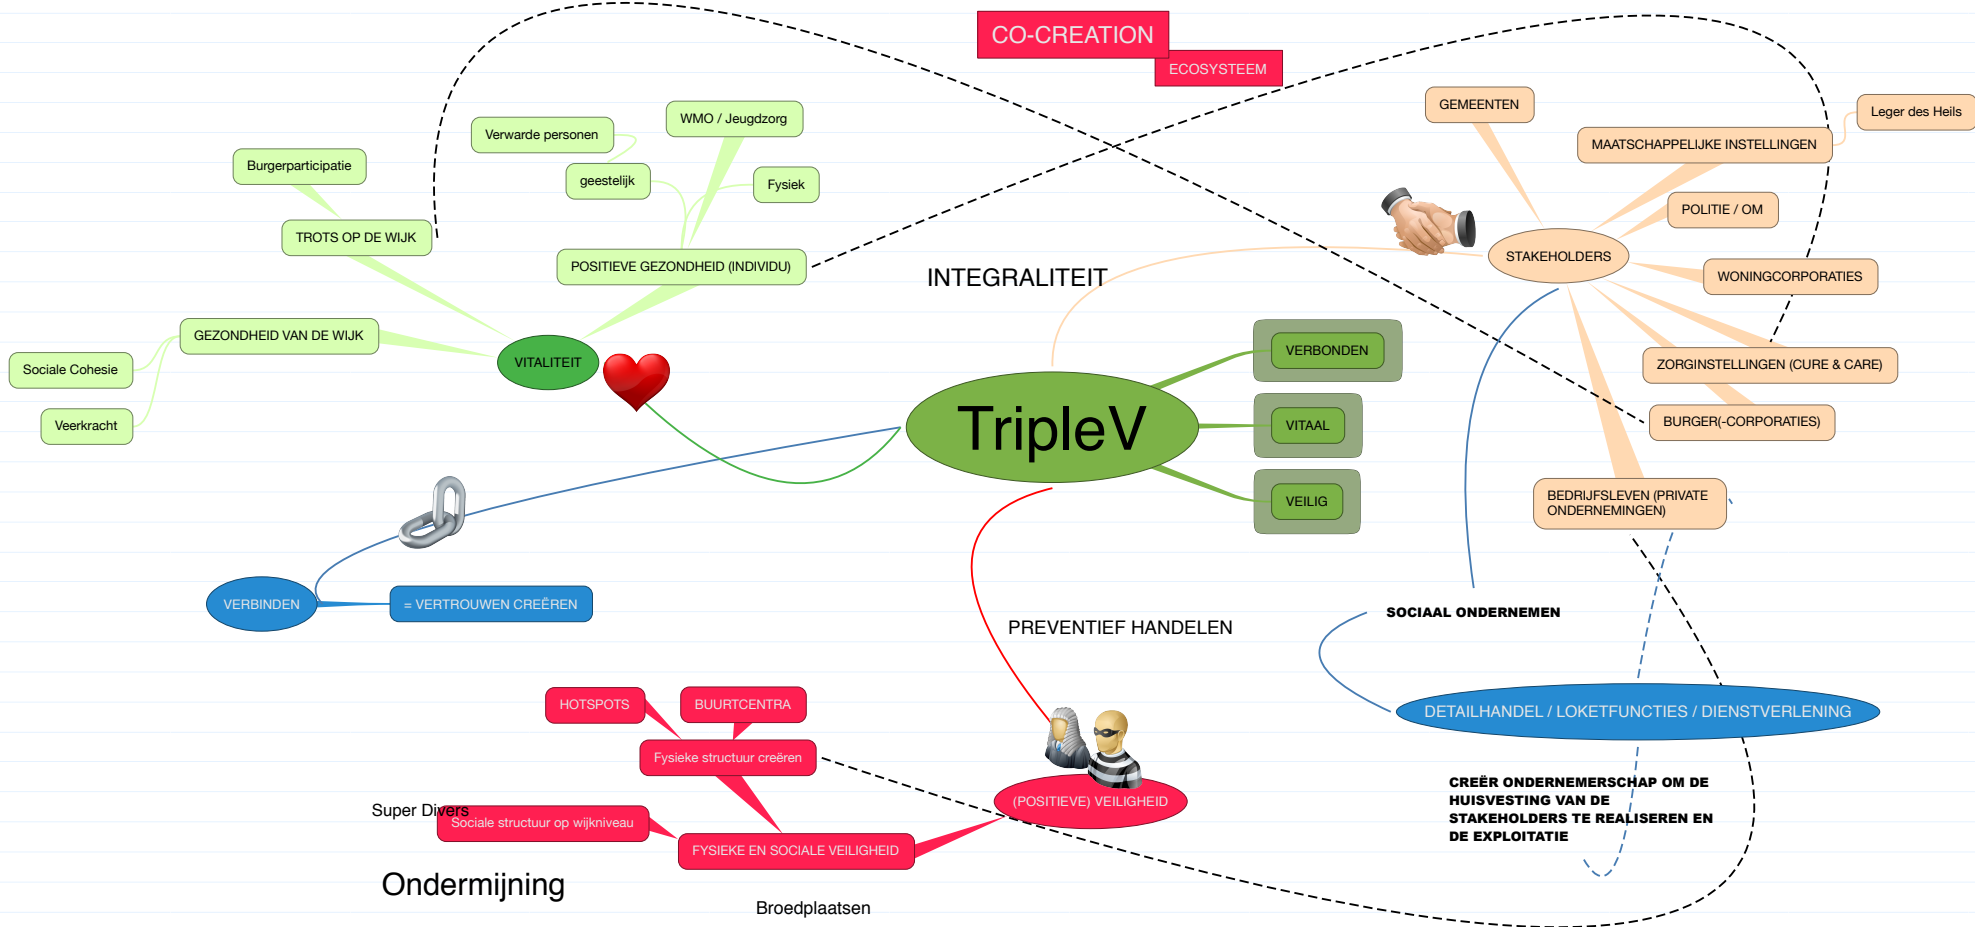 CO-CREATION
ECOSYSTEEM
GEMEENTEN
Leger des Heils
MAATSCHAPPELIJKE INSTELLINGEN
POLITIE / OM
STAKEHOLDERS
WONINGCORPORATIES
ZORGINSTELLINGEN (CURE & CARE)
BURGER(-CORPORATIES)
BEDRIJFSLEVEN (PRIVATE
ONDERNEMINGEN)
WMO / Jeugdzorg
Verwarde personen
geestelijk
Fysiek
Burgerparticipatie
TROTS OP DE WIJK
POSITIEVE GEZONDHEID (INDIVIDU)
GEZONDHEID VAN DE WIJK
Sociale Cohesie
Veerkracht
VITALITEIT
INTEGRALITEIT
TripleV
VERBONDEN
VITAAL
VEILIG
VERBINDEN
= VERTROUWEN CREËREN
PREVENTIEF HANDELEN
SOCIAAL ONDERNEMEN
DETAILHANDEL / LOKETFUNCTIES / DIENSTVERLENING
CREËR ONDERNEMERSCHAP OM DE
HUISVESTING VAN DE
STAKEHOLDERS TE REALISEREN EN
DE EXPLOITATIE
HOTSPOTS
BUURTCENTRA
Fysieke structuur creëren
(POSITIEVE) VEILIGHEID
Super Divers
Sociale structuur op wijkniveau
FYSIEKE EN SOCIALE VEILIGHEID
Ondermijning
Broedplaatsen